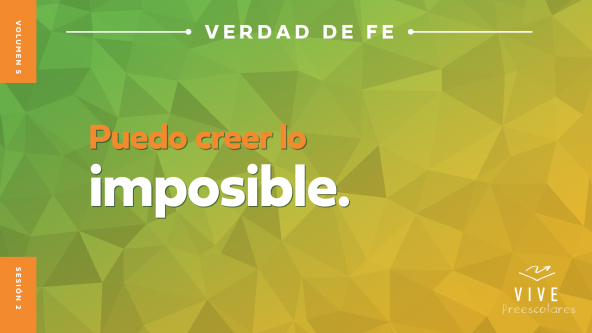 VOLUMEN 5
VERDAD DE FE
Puedo creer lo
imposible.
SESIÓN 2
VIVE
Preescolares